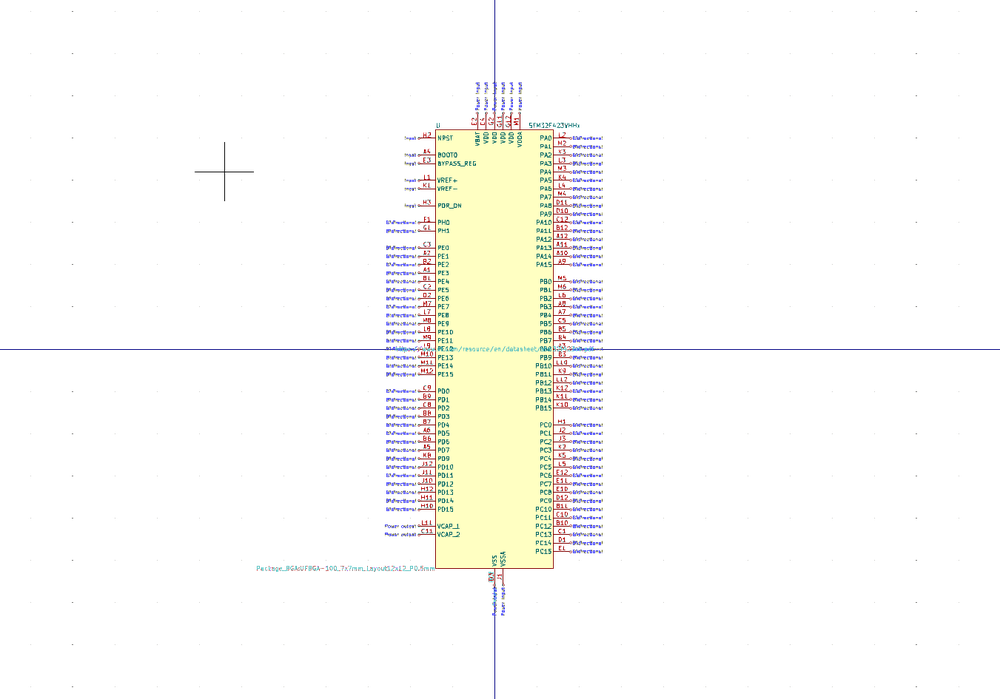 Power input
Power input
Power input
Power input
Power input
Power input
E2
E4
G2
G11
G12
M1
U
STM32F423VHHx
VBAT
VDD
VDD
VDD
VDD
VDDA
Input H2 NRST
PA0 L2 Bidirectional
PA1 M2 Bidirectional
Input A4 BOOT0
PA2 K3 Bidirectional
Input E3 BYPASS_REG
PA3 L3 Bidirectional
PA4 M3 Bidirectional
Input L1 VREF+
PA5 K4 Bidirectional
Input K1 VREF-
PA6 L4 Bidirectional
PA7 M4 Bidirectional
Input H3 PDR_ON
PA8 D11 Bidirectional
PA9 D10 Bidirectional
Bidirectional F1 PH0
PA10 C12 Bidirectional
Bidirectional G1 PH1
PA11 B12 Bidirectional
PA12 A12 Bidirectional
Bidirectional C3 PE0
PA13 A11 Bidirectional
Bidirectional A2 PE1
PA14 A10 Bidirectional
Bidirectional B2 PE2
PA15 A9 Bidirectional
Bidirectional A1 PE3
Bidirectional B1 PE4
PB0 M5 Bidirectional
Bidirectional C2 PE5
PB1 M6 Bidirectional
Bidirectional D2 PE6
PB2 L6 Bidirectional
Bidirectional M7 PE7
PB3 A8 Bidirectional
Bidirectional L7 PE8
PB4 A7 Bidirectional
Bidirectional M8 PE9
PB5 C5 Bidirectional
Bidirectional L8 PE10
PB6 B5 Bidirectional
Bidirectional M9 PE11
PB7 B4 Bidirectional
Bidirectional L9 PE12
PB8 A3 Bidirectional
Bidirectional M10 PE13
PB9 B3 Bidirectional
Bidirectional M11 PE14
PB10 L10 Bidirectional
Bidirectional M12 PE15
PB11 K9 Bidirectional
PB12 L12 Bidirectional
Bidirectional C9 PD0
PB13 K12 Bidirectional
Bidirectional B9 PD1
PB14 K11 Bidirectional
Bidirectional C8 PD2
PB15 K10 Bidirectional
Bidirectional B8 PD3
Bidirectional B7 PD4
PC0 H1 Bidirectional
Bidirectional A6 PD5
PC1 J2 Bidirectional
Bidirectional B6 PD6
PC2 J3 Bidirectional
Bidirectional A5 PD7
PC3 K2 Bidirectional
Bidirectional K8 PD9
PC4 K5 Bidirectional
Bidirectional J12 PD10
PC5 L5 Bidirectional
Bidirectional J11 PD11
PC6 E12 Bidirectional
Bidirectional J10 PD12
PC7 E11 Bidirectional
Bidirectional H12 PD13
PC8 E10 Bidirectional
Bidirectional H11 PD14
PC9 D12 Bidirectional
Bidirectional H10 PD15
PC10 B11 Bidirectional
PC11 C10 Bidirectional
Power output L11 VCAP_1
PC12 B10 Bidirectional
Power output C11 VCAP_2
PC13 C1 Bidirectional
PC14 D1 Bidirectional
PC15 E1 Bidirectional
VSS
VSSA
Package_BGA:UFBGA-100_7x7mm_Layout12x12_P0.5mm
J1
Power input
Power input